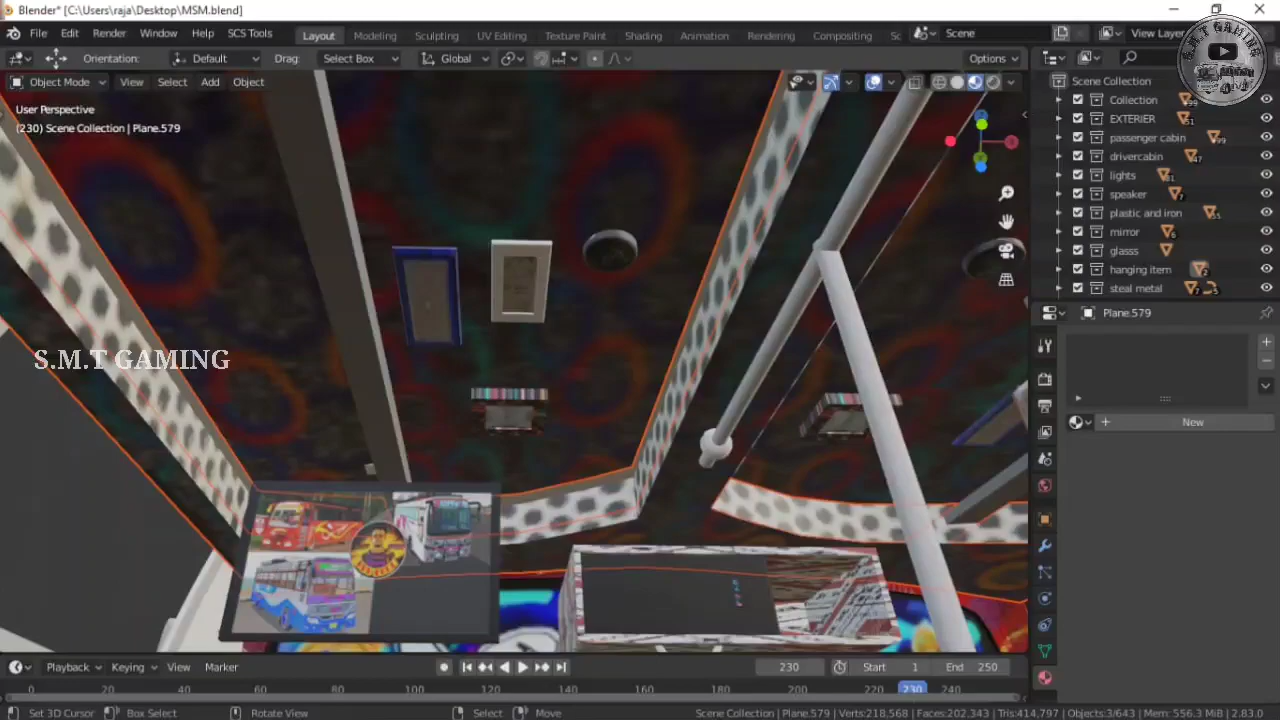 Blender* [C:\Users\raja\Desktop\MSM.blend]
File Edit Render Window Help SCS Tools Layout Modeling Sculpting UV Editing Texture Paint Shading Animation Rendering Compositing Sc Scene View Layer
Orientation: Default Drag: Select Box Global Options
Object Mode View Select Add Object
User Perspective
(230) Scene Collection | Plane.579
S.M.T GAMING
S.M.T GAMING
Scene Collection
Collection
EXTERIER
passenger cabin
drivercabin
lights
speaker
plastic and iron
mirror
glasss
hanging item
steal metal
Plane.579
New
Playback Keying View Marker 230 Start 1 End 250
0 20 40 60 80 100 120 140 160 180 200 220 230 240
Set 3D Cursor Box Select Rotate View Select Move Scene Collection | Plane.579 | Verts:218,568 | Faces:202,343 | Tris:414,797 | Objects:3/643 | Mem: 556.3 MiB | 2.83.0